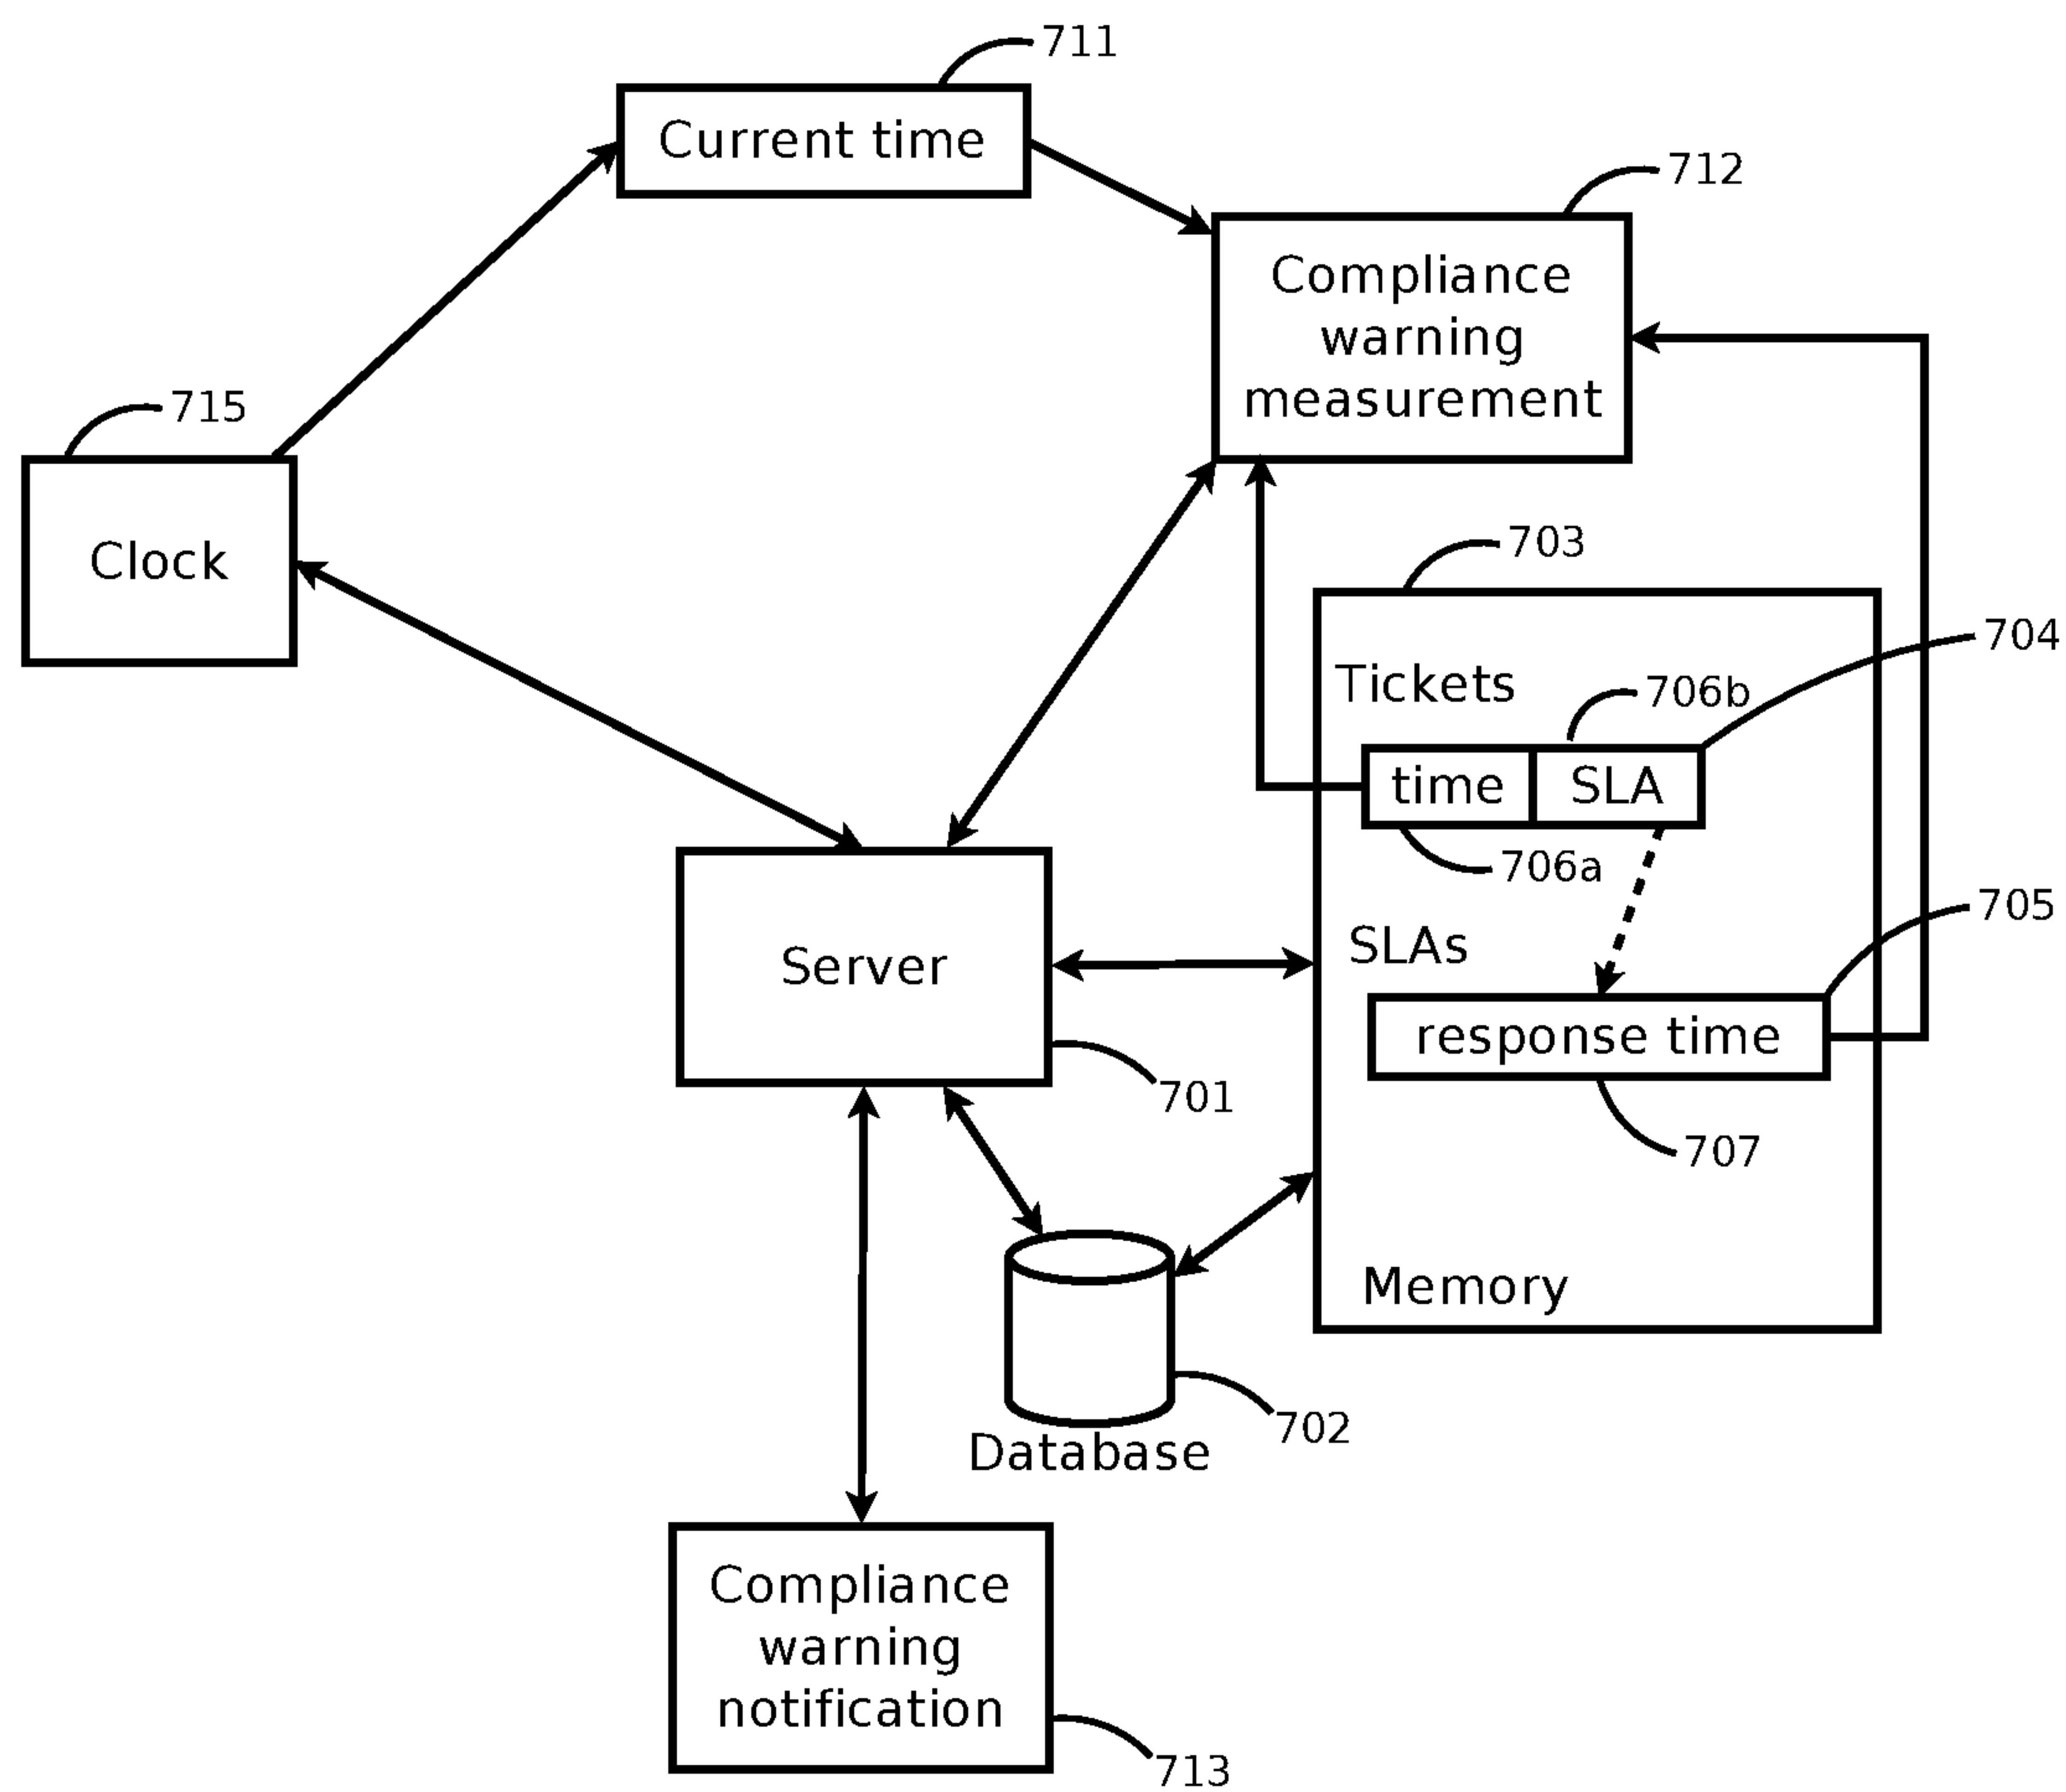 711
Current time
712
Compliance
warning
measurement
715
Clock
703
704
Tickets
706b
time
SLA
706a
705
SLAs
Server
response time
701
707
Memory
702
Database
Compliance
warning
notification
713